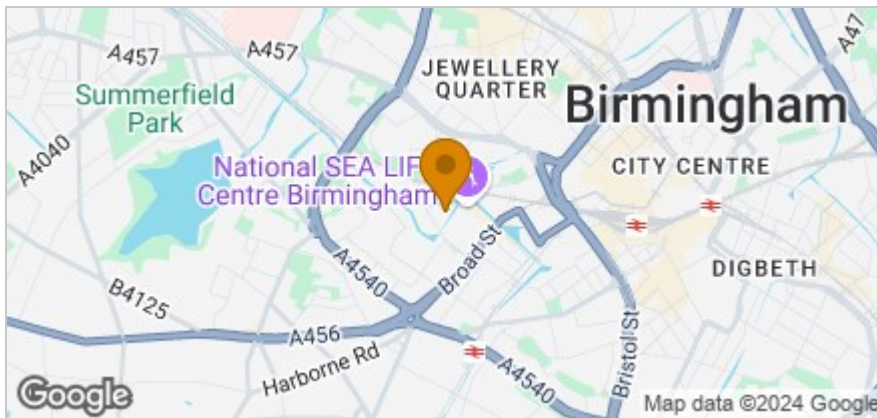 A457
A457
A47
JEWELLERY
QUARTER
Summerfield
Park
Birmingham
A4040
National SEA LIF
Centre Birmingham
CITY CENTRE
A4540
Broad St
DIGBETH
B4125
A456
Harborne Rd
A4540
Bristol St
Google
Map data ©2024 Google